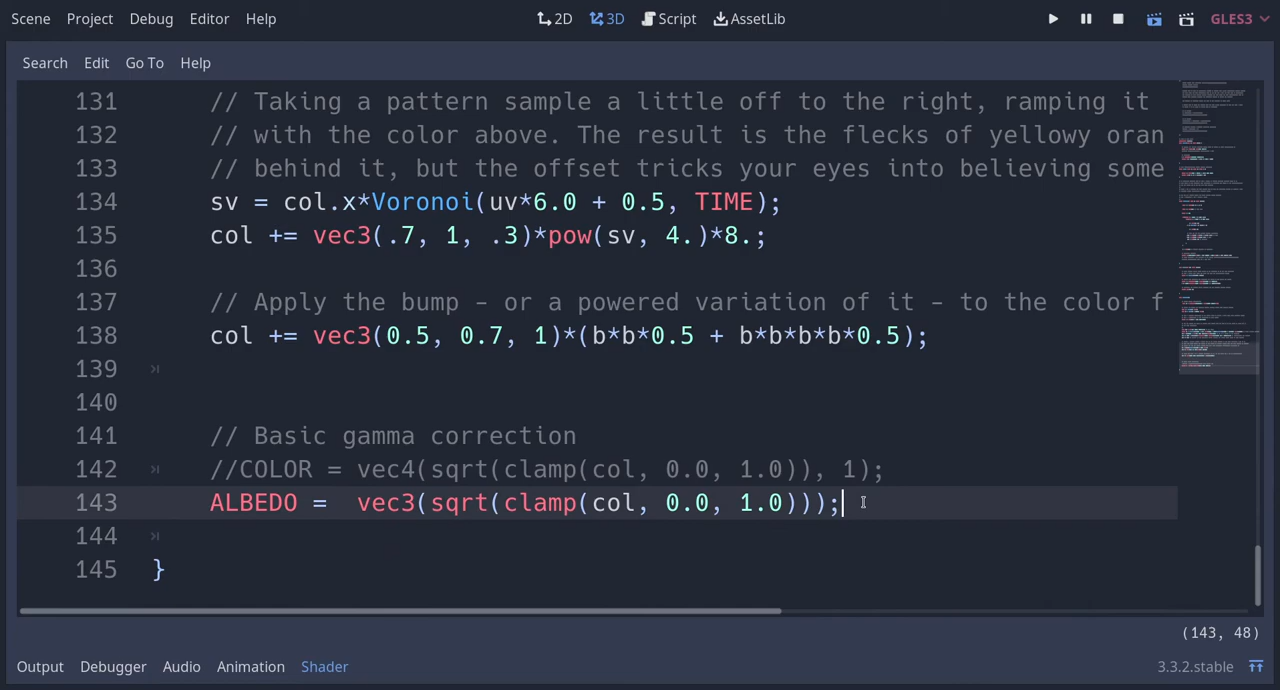 Scene Project Debug Editor Help 2D 3D Script AssetLib GLES3
Search Edit Go To Help
131 // Taking a pattern sample a little off to the right, ramping it
132 // with the color above. The result is the flecks of yellowy oran
133 // behind it, but the offset tricks your eyes into believing some
134 sv = col.x*Voronoi(uv*6.0 + 0.5, TIME);
135 col += vec3(.7, 1, .3)*pow(sv, 4.)*8.;
136
137 // Apply the bump - or a powered variation of it - to the color f
138 col += vec3(0.5, 0.7, 1)*(b*b*0.5 + b*b*b*b*0.5);
139
140
141 // Basic gamma correction
142 //COLOR = vec4(sqrt(clamp(col, 0.0, 1.0)), 1);
143 ALBEDO =  vec3(sqrt(clamp(col, 0.0, 1.0)));
144
145 }
(143, 48)
Output Debugger Audio Animation Shader 3.3.2.stable